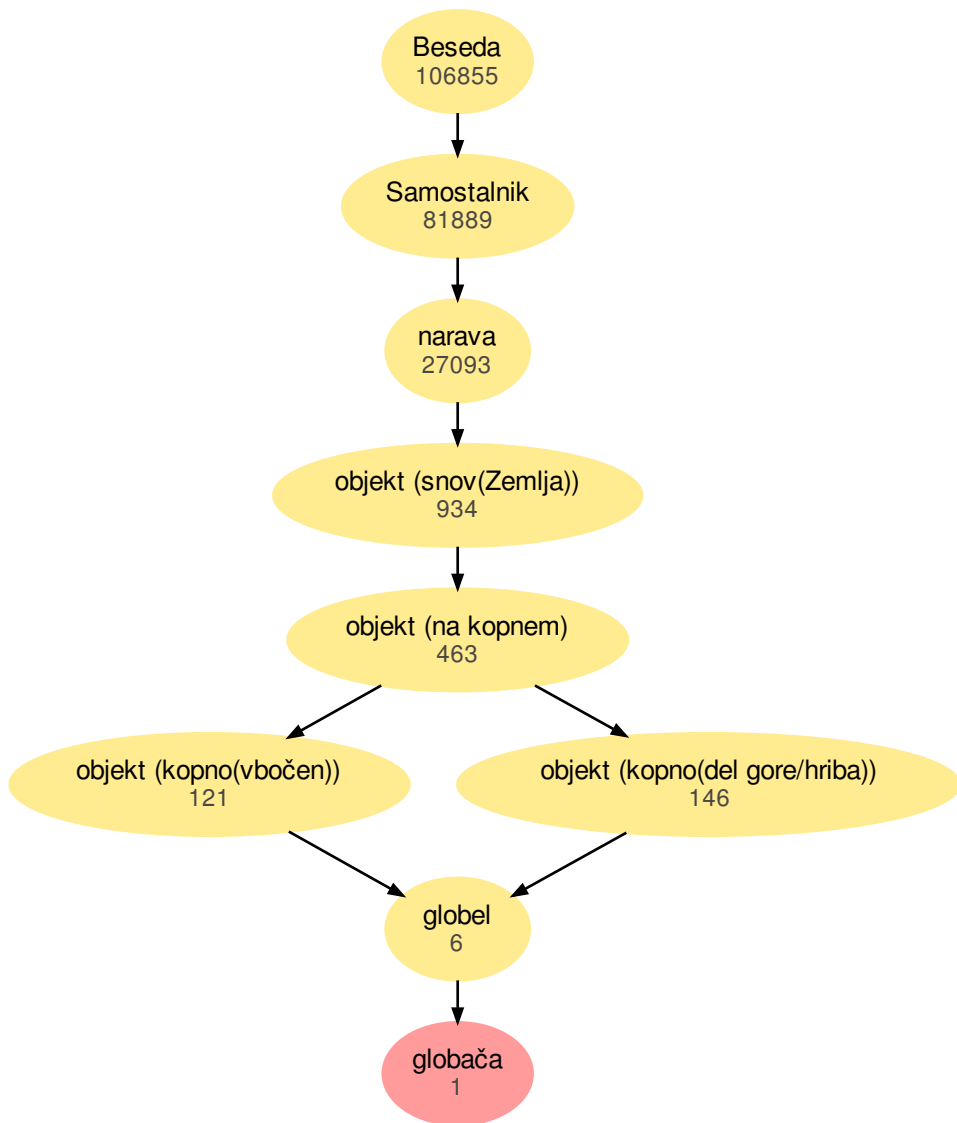 Beseda
106855
Samostalnik
81889
narava
27093
objekt (snov(Zemlja))
934
objekt (na kopnem)
463
objekt (kopno(vbočen))
121
objekt (kopno(del gore/hriba))
146
globel
6
globača
1